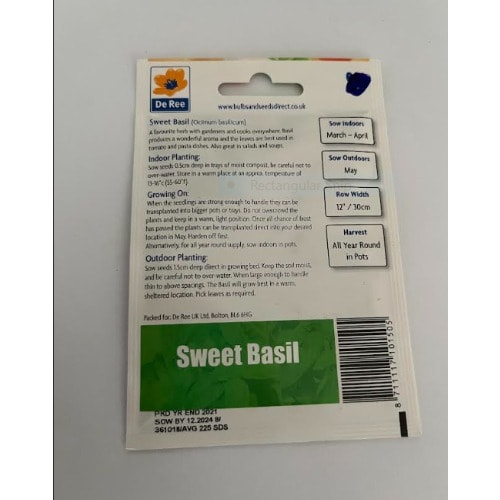 De Ree
www.bulbsandseedsdirect.co.uk
Sweet Basil (Ocimum basilicum).
A favourite herb with gardeners and cooks everywhere. Basil
produces a wonderful aroma and the leaves are best used in
tomato and pasta dishes. Also great in salads and soups.
Indoor Planting:
Sow seeds 0.5cm deep in trays of moist compost, be careful not to
over-water. Store in a warm place at an approx. temperature of
13-16°c (55-60°F).
Growing On:
When the seedlings are strong enough to handle they can be
transplanted into bigger pots or trays. Do not overcrowd the
plants and keep in a warm, light position. Once all chance of frost
has passed the plants can be transplanted direct into your desired
location in May. Harden off first.
Alternatively, for all year round supply, sow indoors in pots.
Outdoor Planting:
Sow seeds 1.5cm deep direct in growing bed. Keep the soil moist,
and be careful not to over-water. When large enough to handle
thin to above spacings. The Basil will grow best in a warm,
sheltered location. Pick leaves as required.
Packed for: De Ree UK Ltd, Bolton, BL6 6HG
Sow Indoors
March - April
Sow Outdoors
May
Row Width
12" / 30cm
Harvest
All Year Round
in Pots
Rectangular
Sweet Basil
8 711117 101505
PKD YR END 2021
SOW BY 12.2024 9/
361018/AVG 225 SDS